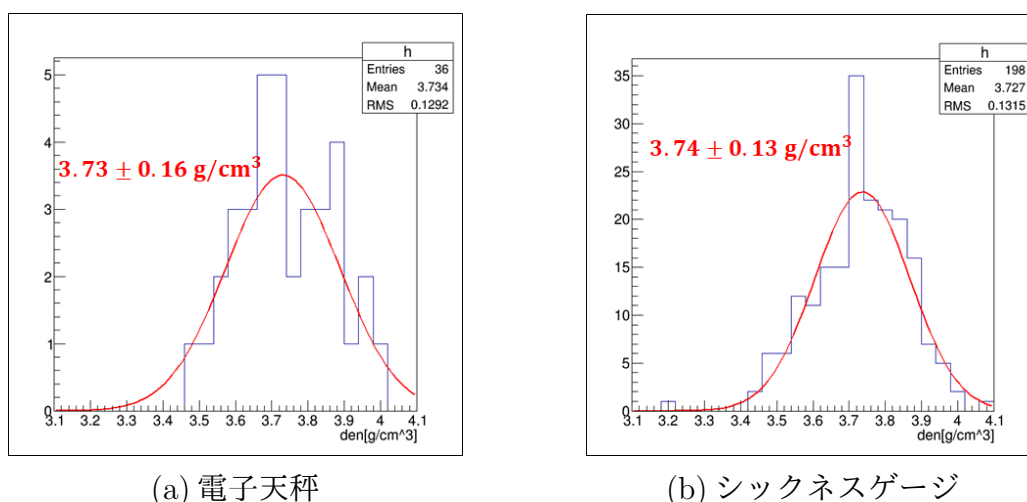 h
Entries 36
Mean 3.734
RMS 0.1292
3.73 ± 0.16 g/cm³
5
4
3
2
1
0
3.1 3.2 3.3 3.4 3.5 3.6 3.7 3.8 3.9 4 4.1
den[g/cm^3]
(a) 電子天秤
h
Entries 198
Mean 3.727
RMS 0.1315
3.74 ± 0.13 g/cm³
35
30
25
20
15
10
5
0
3.1 3.2 3.3 3.4 3.5 3.6 3.7 3.8 3.9 4 4.1
den[g/cm^3]
(b) シックネスゲージ